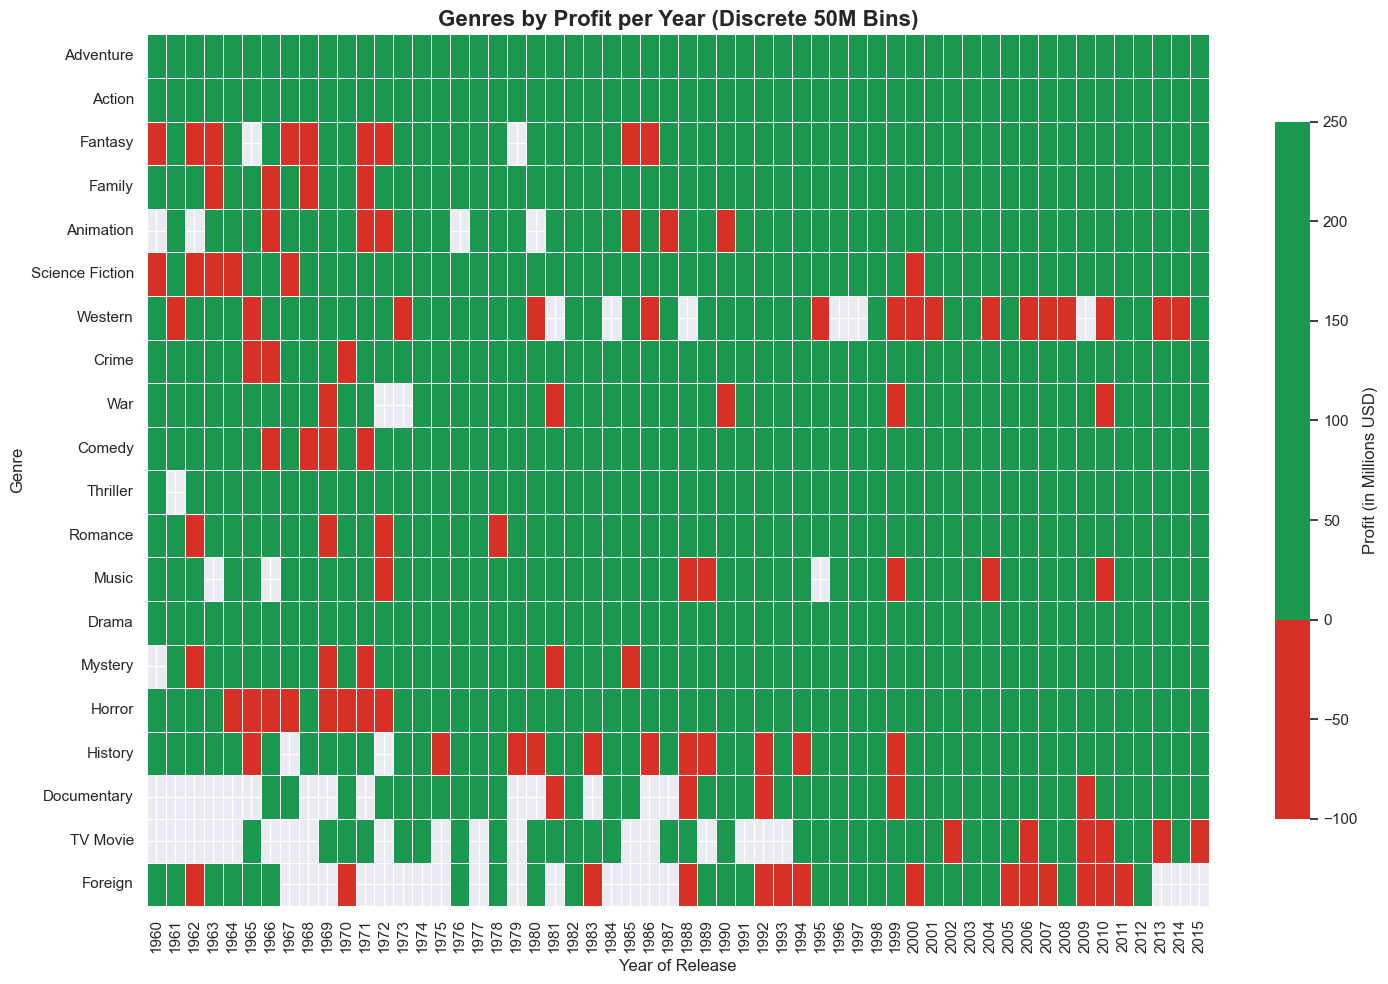 Genres by Profit per Year (Discrete 50M Bins)
Genre
Adventure
Action
Fantasy
Family
Animation
Science Fiction
Western
Crime
War
Comedy
Thriller
Romance
Music
Drama
Mystery
Horror
History
Documentary
TV Movie
Foreign
1960 1961 1962 1963 1964 1965 1966 1967 1968 1969 1970 1971 1972 1973 1974 1975 1976 1977 1978 1979 1980 1981 1982 1983 1984 1985 1986 1987 1988 1989 1990 1991 1992 1993 1994 1995 1996 1997 1998 1999 2000 2001 2002 2003 2004 2005 2006 2007 2008 2009 2010 2011 2012 2013 2014 2015
Year of Release
250
200
150
100
50
0
−50
−100
Profit (in Millions USD)